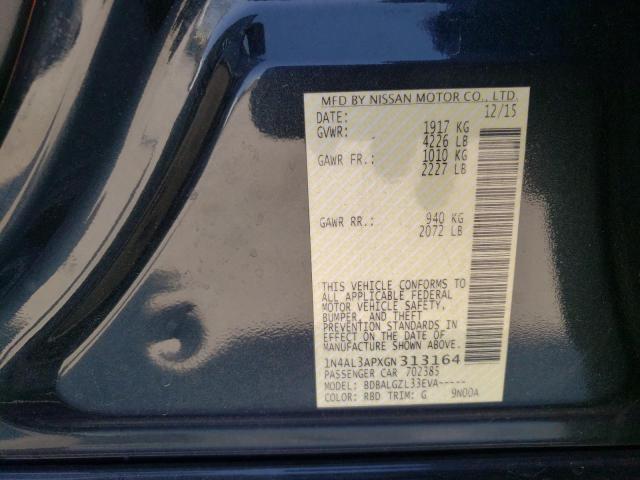 MFD BY NISSAN MOTOR CO., LTD.
DATE: 12/15
GVWR: 1917 KG
4226 LB
GAWR FR.: 1010 KG
2227 LB
GAWR RR.: 940 KG
2072 LB
THIS VEHICLE CONFORMS TO
ALL APPLICABLE FEDERAL
MOTOR VEHICLE SAFETY,
BUMPER, AND THEFT
PREVENTION STANDARDS
IN EFFECT ON THE DATE OF
MANUFACTURE SHOWN ABOVE.
1N4AL3APXGN313164
PASSENGER CAR 702385
MODEL: BDBALGZL33EVA-----
COLOR: RBD TRIM: G 9N00A